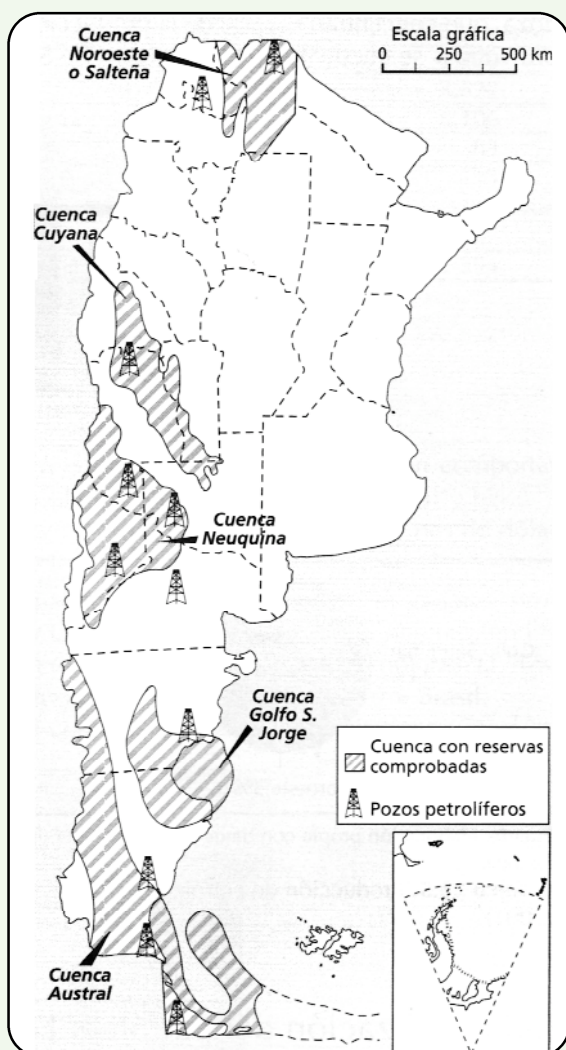 Cuenca
Noroeste
o Salteña
Escala gráfica
0 250 500 km
Cuenca
Cuyana
Cuenca
Neuquina
Cuenca
Golfo S.
Jorge
Cuenca con reservas
comprobadas
Pozos petrolíferos
Cuenca
Austral